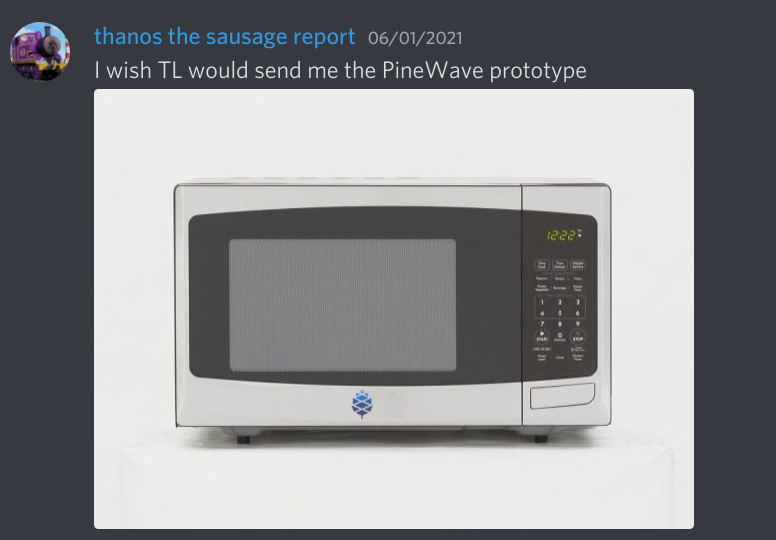 thanos the sausage report 06/01/2021
I wish TL would send me the PineWave prototype
12:22
1 2 3
4 5 6
7 8 9
START 0 STOP